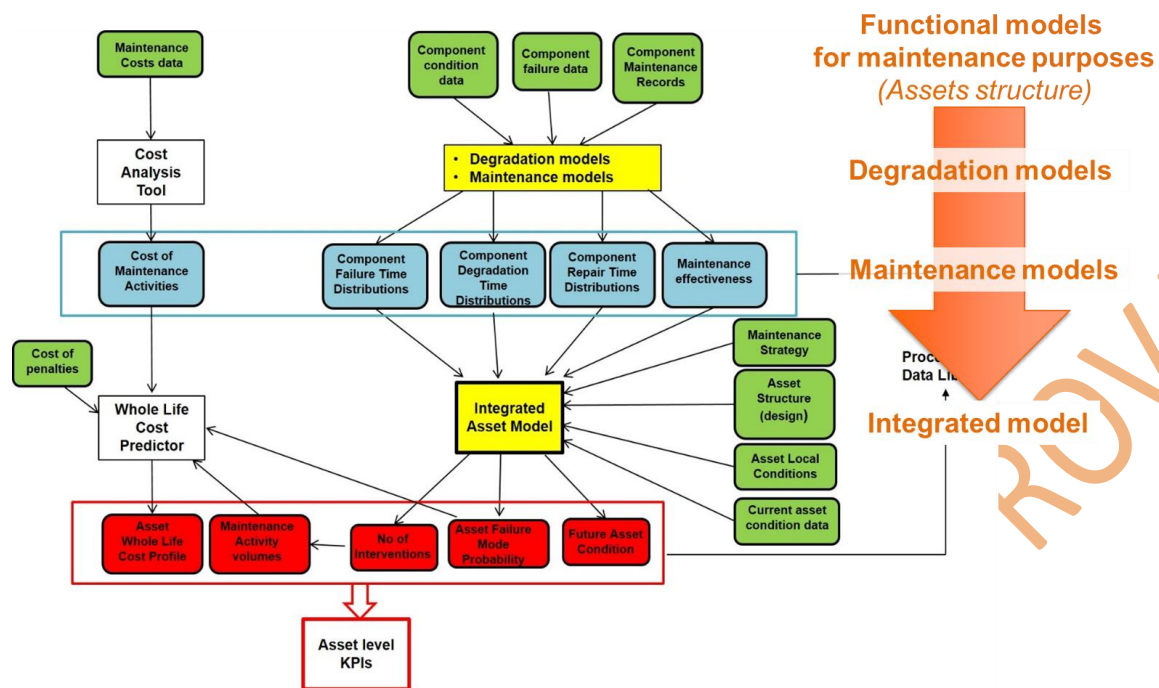 Maintenance
Costs data
Component
condition
data
Component
failure data
Component
Maintenance
Records
Functional models
for maintenance purposes
(Assets structure)
Cost
Analysis
Tool
• Degradation models
• Maintenance models
Degradation models
Cost of
Maintenance
Activities
Component
Failure Time
Distributions
Component
Degradation
Time
Distributions
Component
Repair Time
Distributions
Maintenance
effectiveness
Maintenance models
Cost of
penalties
Maintenance
Strategy
Data
Whole Life
Cost
Predictor
Integrated
Asset Model
Asset
Structure
(design)
Integrated model
Asset Local
Conditions
Current asset
condition data
Asset
Whole Life
Cost Profile
Maintenance
Activity
volumes
No of
Interventions
Asset Failure
Mode
Probability
Future Asset
Condition
Asset level
KPIs